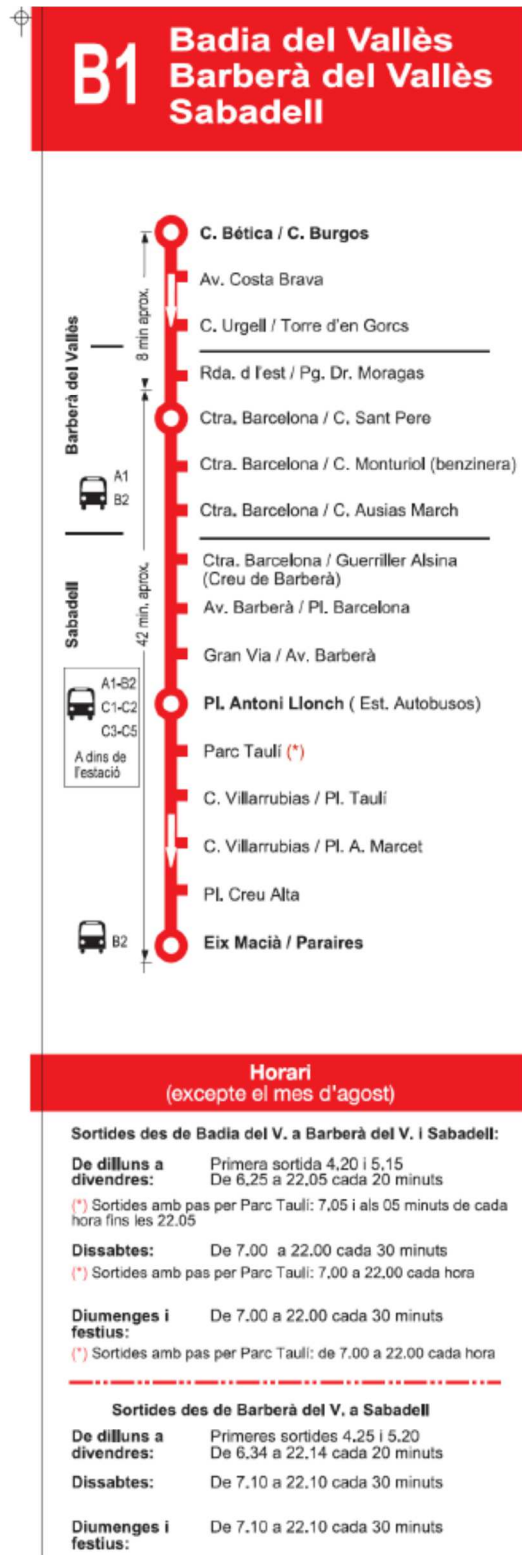 B1
Badia del Vallès
Barberà del Vallès
Sabadell
C. Bética / C. Burgos
Av. Costa Brava
C. Urgell / Torre d'en Gorcs
8 min aprox.
Barberà del Vallès
Rda. d l'est / Pg. Dr. Moragas
Ctra. Barcelona / C. Sant Pere
Ctra. Barcelona / C. Monturiol (benzinera)
A1
B2
Ctra. Barcelona / C. Ausias March
Ctra. Barcelona / Guerriller Alsina
(Creu de Barberà)
42 min. aprox.
Sabadell
Av. Barberà / Pl. Barcelona
Gran Via / Av. Barberà
A1-B2
C1-C2
C3-C5
A dins de
l'estació
Pl. Antoni Llonch ( Est. Autobusos)
Parc Taulí (*)
C. Villarrubias / Pl. Taulí
C. Villarrubias / Pl. A. Marcet
Pl. Creu Alta
B2
Eix Macià / Paraires
Horari
(excepte el mes d'agost)
Sortides des de Badia del V. a Barberà del V. i Sabadell:
De dilluns a Primera sortida 4.20 i 5.15
divendres: De 6.25 a 22.05 cada 20 minuts
(*) Sortides amb pas per Parc Taulí: 7.05 i als 05 minuts de cada
hora fins les 22.05
Dissabtes: De 7.00 a 22.00 cada 30 minuts
(*) Sortides amb pas per Parc Taulí: 7.00 a 22.00 cada hora
Diumenges i De 7.00 a 22.00 cada 30 minuts
festius:
(*) Sortides amb pas per Parc Taulí: de 7.00 a 22.00 cada hora
Sortides des de Barberà del V. a Sabadell
De dilluns a Primeres sortides 4.25 i 5.20
divendres: De 6.34 a 22.14 cada 20 minuts
Dissabtes: De 7.10 a 22.10 cada 30 minuts
Diumenges i De 7.10 a 22.10 cada 30 minuts
festius: